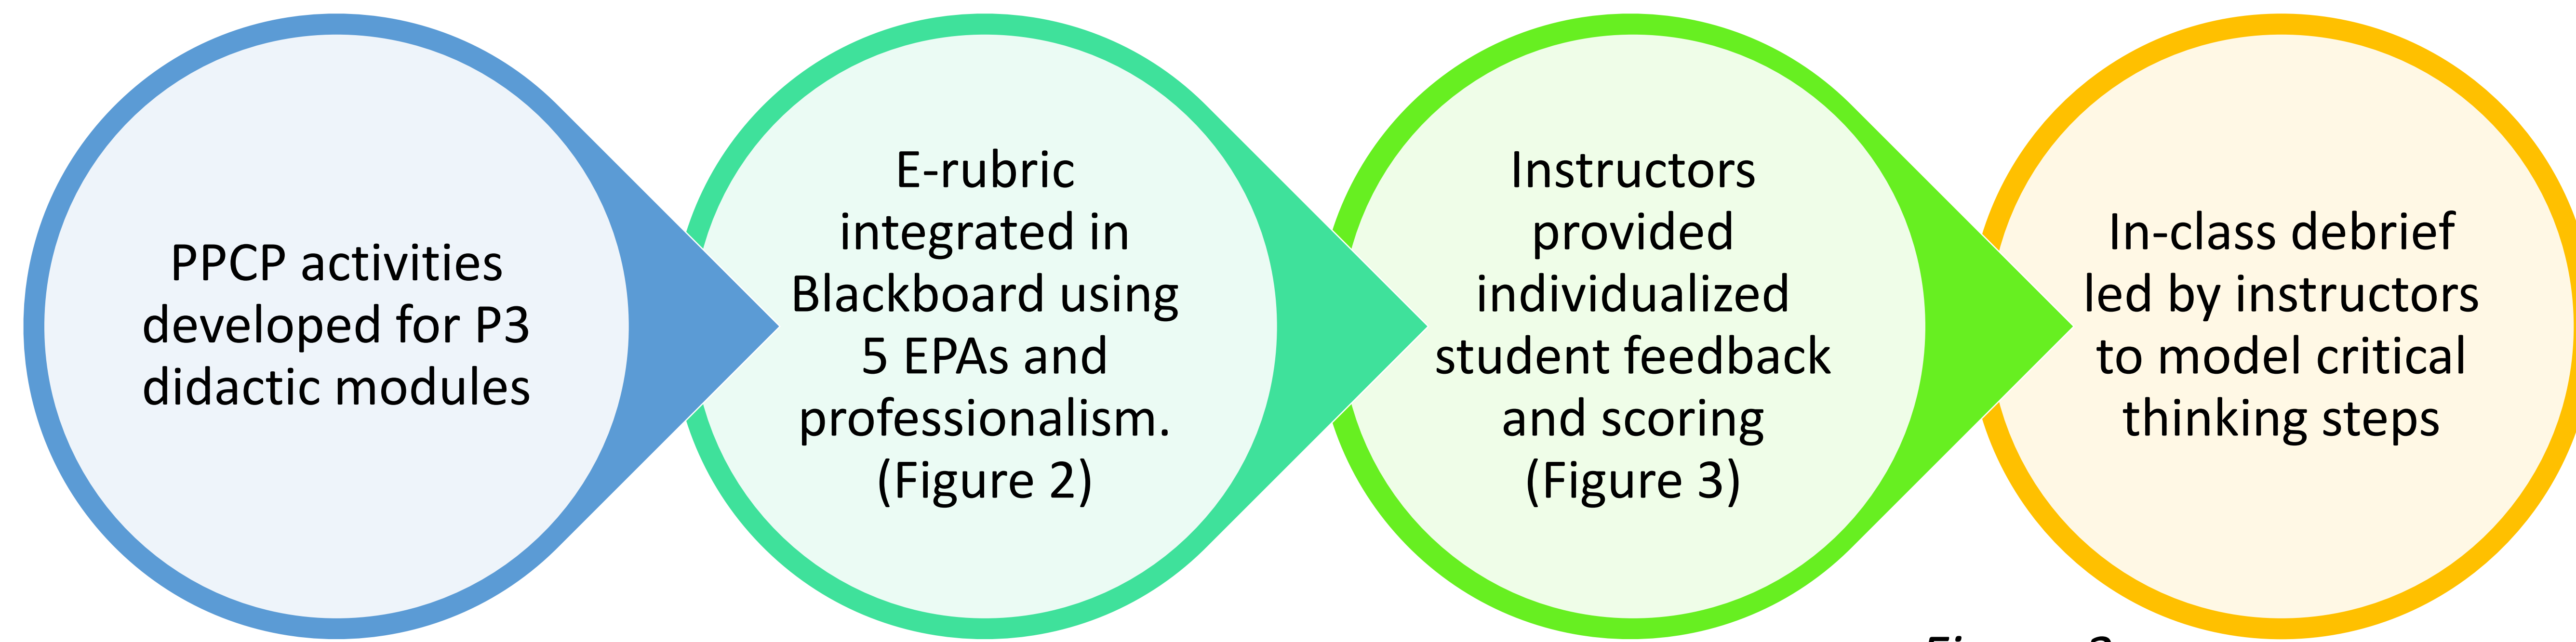 PPCP activities
developed for P3
didactic modules
E-rubric
integrated in
Blackboard using
5 EPAs and
professionalism.
(Figure 2)
Instructors
provided
individualized
student feedback
and scoring
(Figure 3)
In-class debrief
led by instructors
to model critical
thinking steps